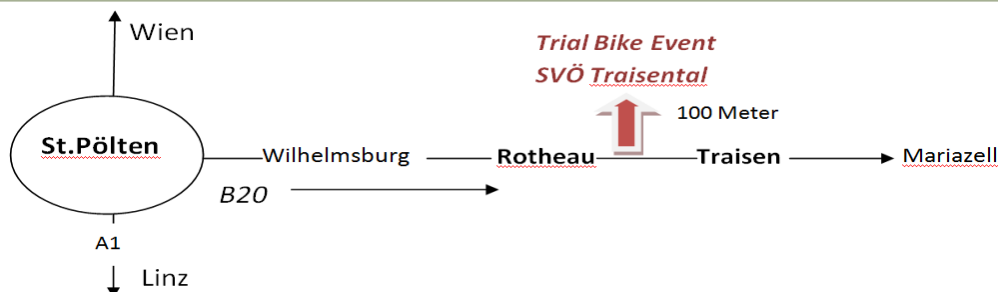 Wien
Trial Bike Event
SVÖ Traisental
100 Meter
St.Pölten
Wilhelmsburg
Rotheau
Traisen
Mariazell
B20
A1
Linz